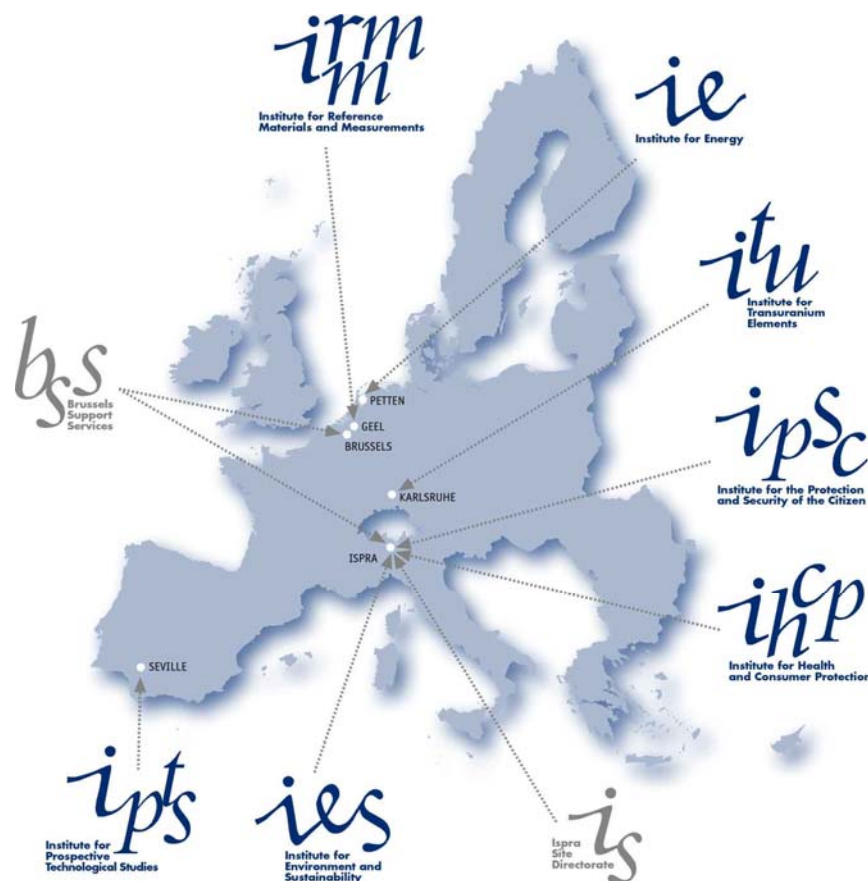 irmm
Institute for Reference
Materials and Measurements
ie
Institute for Energy
itu
Institute for
Transuranium
Elements
bss
Brussels
Support
Services
PETTEN
GEEL
BRUSSELS
KARLSRUHE
ISPRA
SEVILLE
ipsc
Institute for the Protection
and Security of the Citizen
ihcp
Institute for Health
and Consumer Protection
ipts
Institute for
Prospective
Technological Studies
ies
Institute for
Environment and
Sustainability
is
Ispra
Site
Directorate